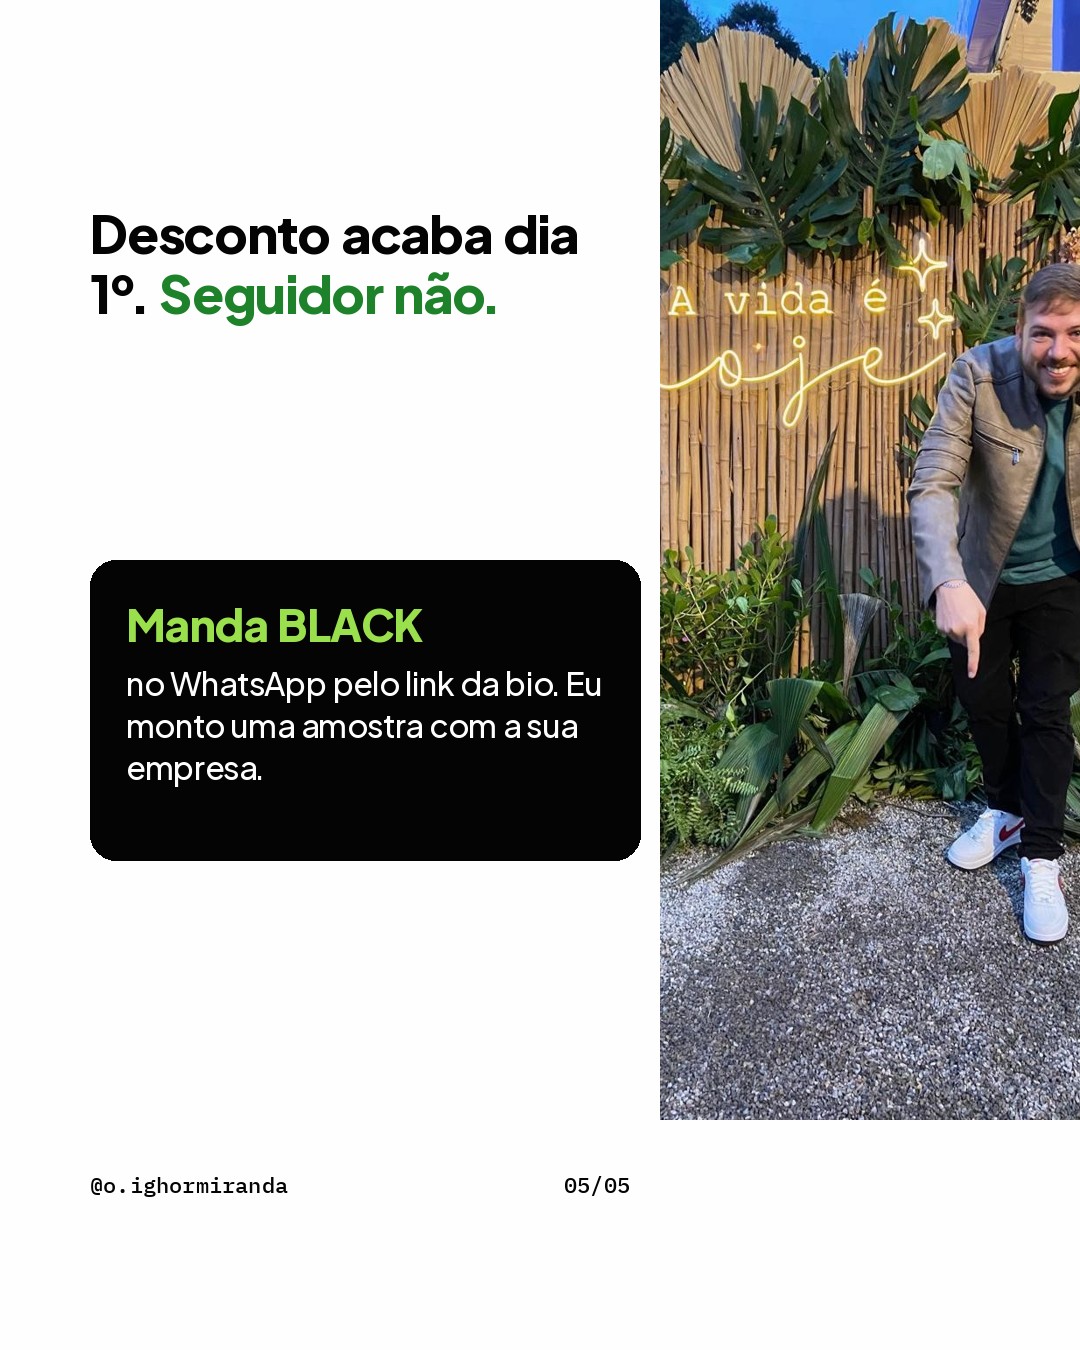 Desconto acaba dia
1º. Seguidor não.
A vida é
oje
Manda BLACK
no WhatsApp pelo link da bio. Eu
monto uma amostra com a sua
empresa.
@o.ighormiranda
05/05